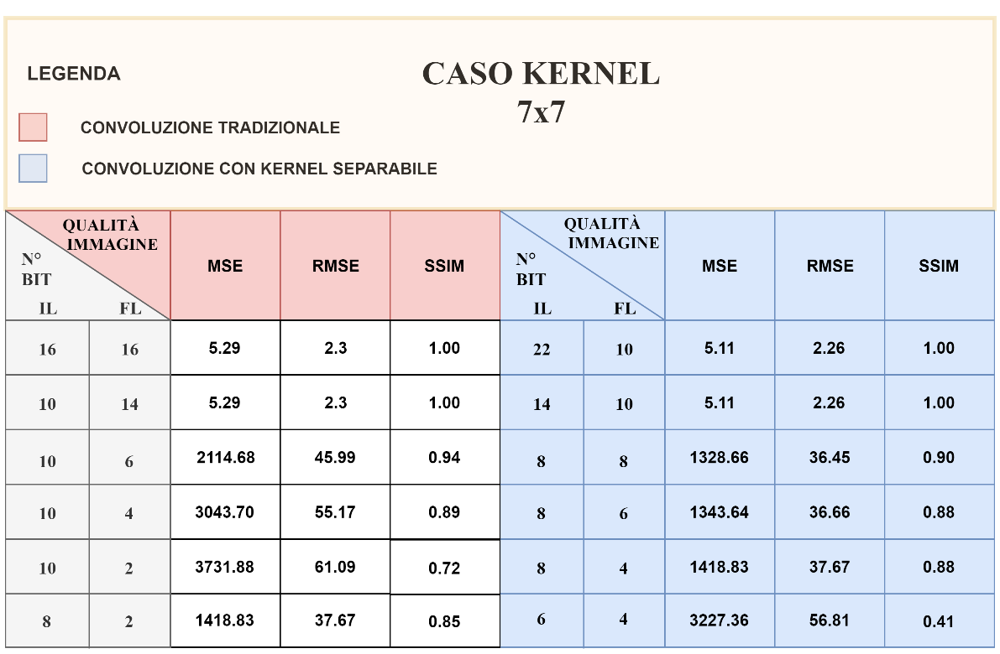 LEGENDA
CASO KERNEL
7x7
CONVOLUZIONE TRADIZIONALE
CONVOLUZIONE CON KERNEL SEPARABILE
QUALITÀ
IMMAGINE
N°
BIT
IL FL
MSE RMSE SSIM
QUALITÀ
IMMAGINE
N°
BIT
IL FL
MSE RMSE SSIM
16 16 5.29 2.3 1.00 22 10 5.11 2.26 1.00
10 14 5.29 2.3 1.00 14 10 5.11 2.26 1.00
10 6 2114.68 45.99 0.94 8 8 1328.66 36.45 0.90
10 4 3043.70 55.17 0.89 8 6 1343.64 36.66 0.88
10 2 3731.88 61.09 0.72 8 4 1418.83 37.67 0.88
8 2 1418.83 37.67 0.85 6 4 3227.36 56.81 0.41